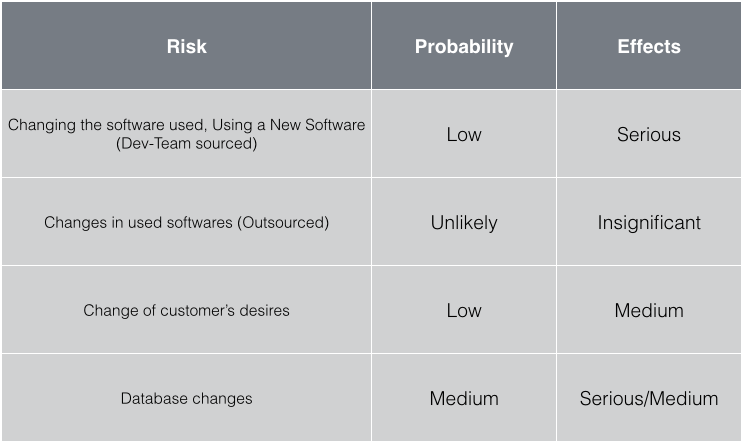 Risk Probability Effects
Changing the software used, Using a New Software
(Dev-Team sourced) Low Serious
Changes in used softwares (Outsourced) Unlikely Insignificant
Change of customer’s desires Low Medium
Database changes Medium Serious/Medium